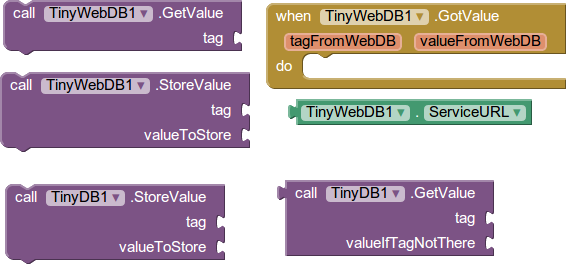 call TinyWebDB1 .GetValue
tag
call TinyWebDB1 .StoreValue
tag
valueToStore
call TinyDB1 .StoreValue
tag
valueToStore
when TinyWebDB1 .GotValue
tagFromWebDB valueFromWebDB
do
TinyWebDB1 . ServiceURL
call TinyDB1 .GetValue
tag
valueIfTagNotThere